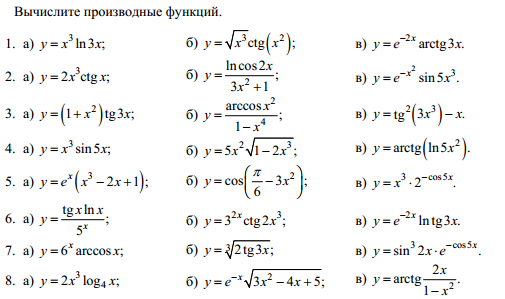 Вычислите производные функций.
1. а) y = x³ ln 3x; б) y = √(x³) ctg(x²); в) y = e^(−2x) arctg 3x.
2. а) y = 2x³ ctg x; б) y = (ln cos 2x)/(3x² + 1); в) y = e^(−x²) sin 5x³.
3. а) y = (1 + x²) tg 3x; б) y = (arccos x²)/(1 − x⁴); в) y = tg²(3x³) − x.
4. а) y = x³ sin 5x; б) y = 5x² √(1 − 2x³); в) y = arctg(ln 5x²).
5. а) y = eˣ(x³ − 2x + 1); б) y = cos(π/6 − 3x²); в) y = x³ · 2^(−cos 5x).
6. а) y = (tg x ln x)/5ˣ; б) y = 3^(2x) ctg 2x³; в) y = e^(−2x) ln tg 3x.
7. а) y = 6ˣ arccos x; б) y = ∛(2 tg 3x); в) y = sin³ 2x · e^(−cos 5x).
8. а) y = 2x³ log₄ x; б) y = e^(−x) √(3x² − 4x + 5); в) y = arctg 2x/(1 − x²).